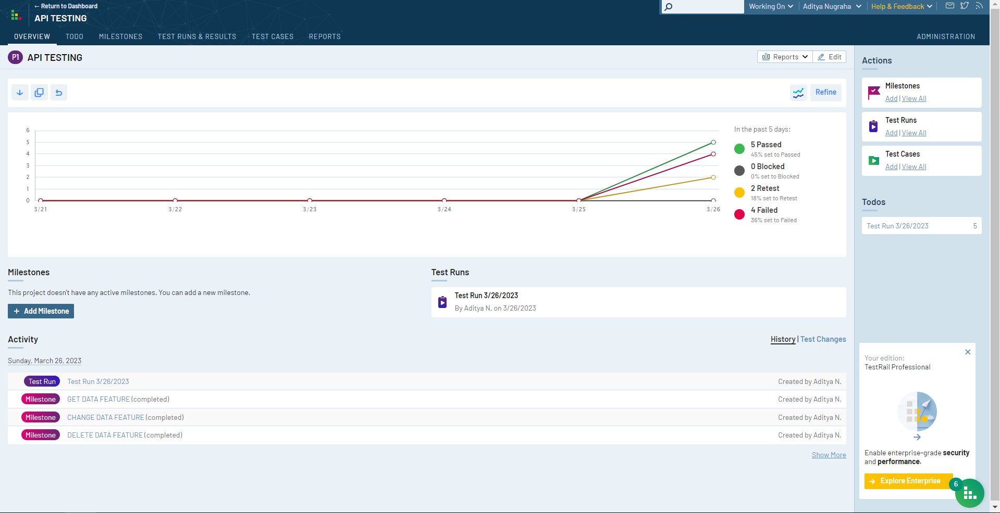 ← Return to Dashboard
API TESTING
Working On
Aditya Nugraha
Help & Feedback
OVERVIEW TODO MILESTONES TEST RUNS & RESULTS TEST CASES REPORTS ADMINISTRATION
P1 API TESTING
Reports Edit
Refine
6
5
4
3
2
1
0
3/21 3/22 3/23 3/24 3/25 3/26
In the past 5 days:
5 Passed
45% set to Passed
0 Blocked
0% set to Blocked
2 Retest
18% set to Retest
4 Failed
36% set to Failed
Milestones
This project doesn't have any active milestones. You can add a new milestone.
+ Add Milestone
Test Runs
Test Run 3/26/2023
By Aditya N. on 3/26/2023
Activity
History | Test Changes
Sunday, March 26, 2023
Test Run Test Run 3/26/2023 Created by Aditya N.
Milestone GET DATA FEATURE (completed) Created by Aditya N.
Milestone CHANGE DATA FEATURE (completed) Created by Aditya N.
Milestone DELETE DATA FEATURE (completed) Created by Aditya N.
Show More
Actions
Milestones
Add | View All
Test Runs
Add | View All
Test Cases
Add | View All
Todos
Test Run 3/26/2023 5
Your edition:
TestRail Professional
Enable enterprise-grade security
and performance.
→ Explore Enterprise
6